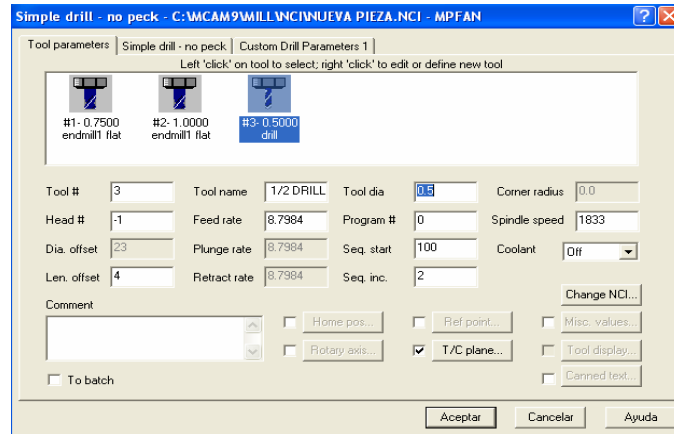 Simple drill - no peck - C:\MCAM9\MILL\NCI\NUEVA PIEZA.NCI - MPFAN
Tool parameters Simple drill - no peck Custom Drill Parameters 1
Left 'click' on tool to select; right 'click' to edit or define new tool
#1- 0.7500 #2- 1.0000 #3- 0.5000
endmill1 flat endmill1 flat drill
Tool # 3 Tool name 1/2 DRILL Tool dia 0.5 Corner radius 0.0
Head # -1 Feed rate 8.7984 Program # 0 Spindle speed 1833
Dia. offset 23 Plunge rate 8.7984 Seq. start 100 Coolant Off
Len. offset 4 Retract rate 8.7984 Seq. inc. 2
Change NCI...
Comment
Home pos... Ref point... Misc. values...
Rotary axis... T/C plane... Tool display...
To batch Canned text...
Aceptar Cancelar Ayuda